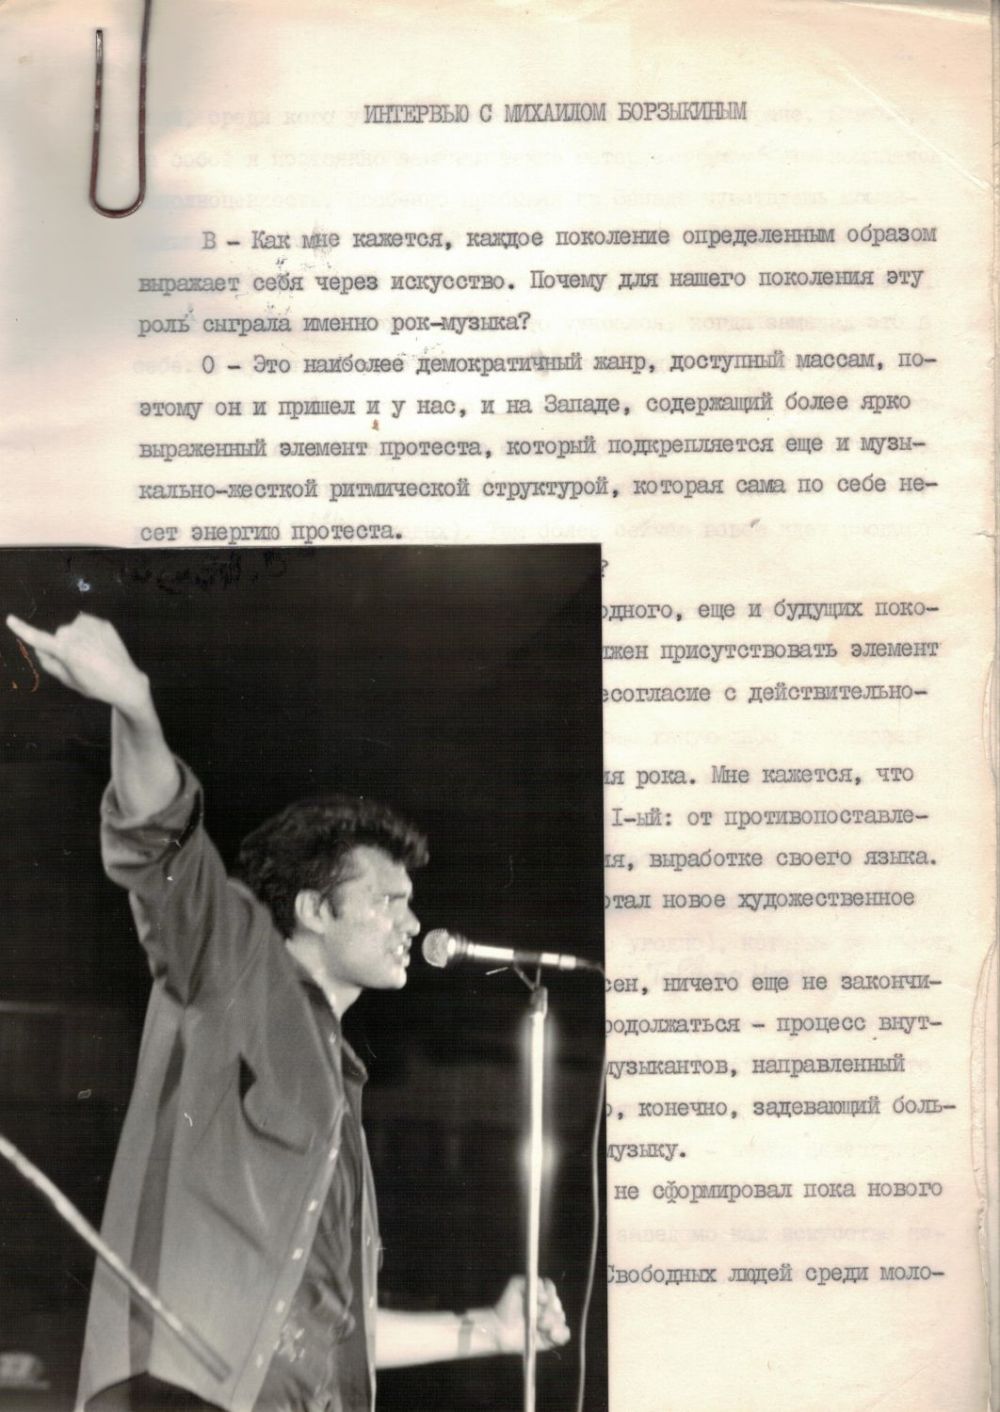 ИНТЕРВЬЮ С МИХАИЛОМ БОРЗЫКИНЫМ
В – Как мне кажется, каждое поколение определенным образом
выражает себя через искусство. Почему для нашего поколения эту
роль сыграла именно рок-музыка?
О – Это наиболее демократичный жанр, доступный массам, по-
этому он и пришел и у нас, и на Западе, содержащий более ярко
выраженный элемент протеста, который подкрепляется еще и музы-
кально-жесткой ритмической структурой, которая сама по себе не-
сет энергию протеста.
?
одного, еще и будущих поко-
лжен присутствовать элемент
есогласие с действительно-
ия рока. Мне кажется, что
I-ый: от противопоставле-
ия, выработке своего языка.
отал новое художественное
сен, ничего еще не закончи-
родолжаться – процесс внут-
музыкантов, направленный
о, конечно, задевающий боль-
музыку.
не сформировал пока нового
Свободных людей среди моло-